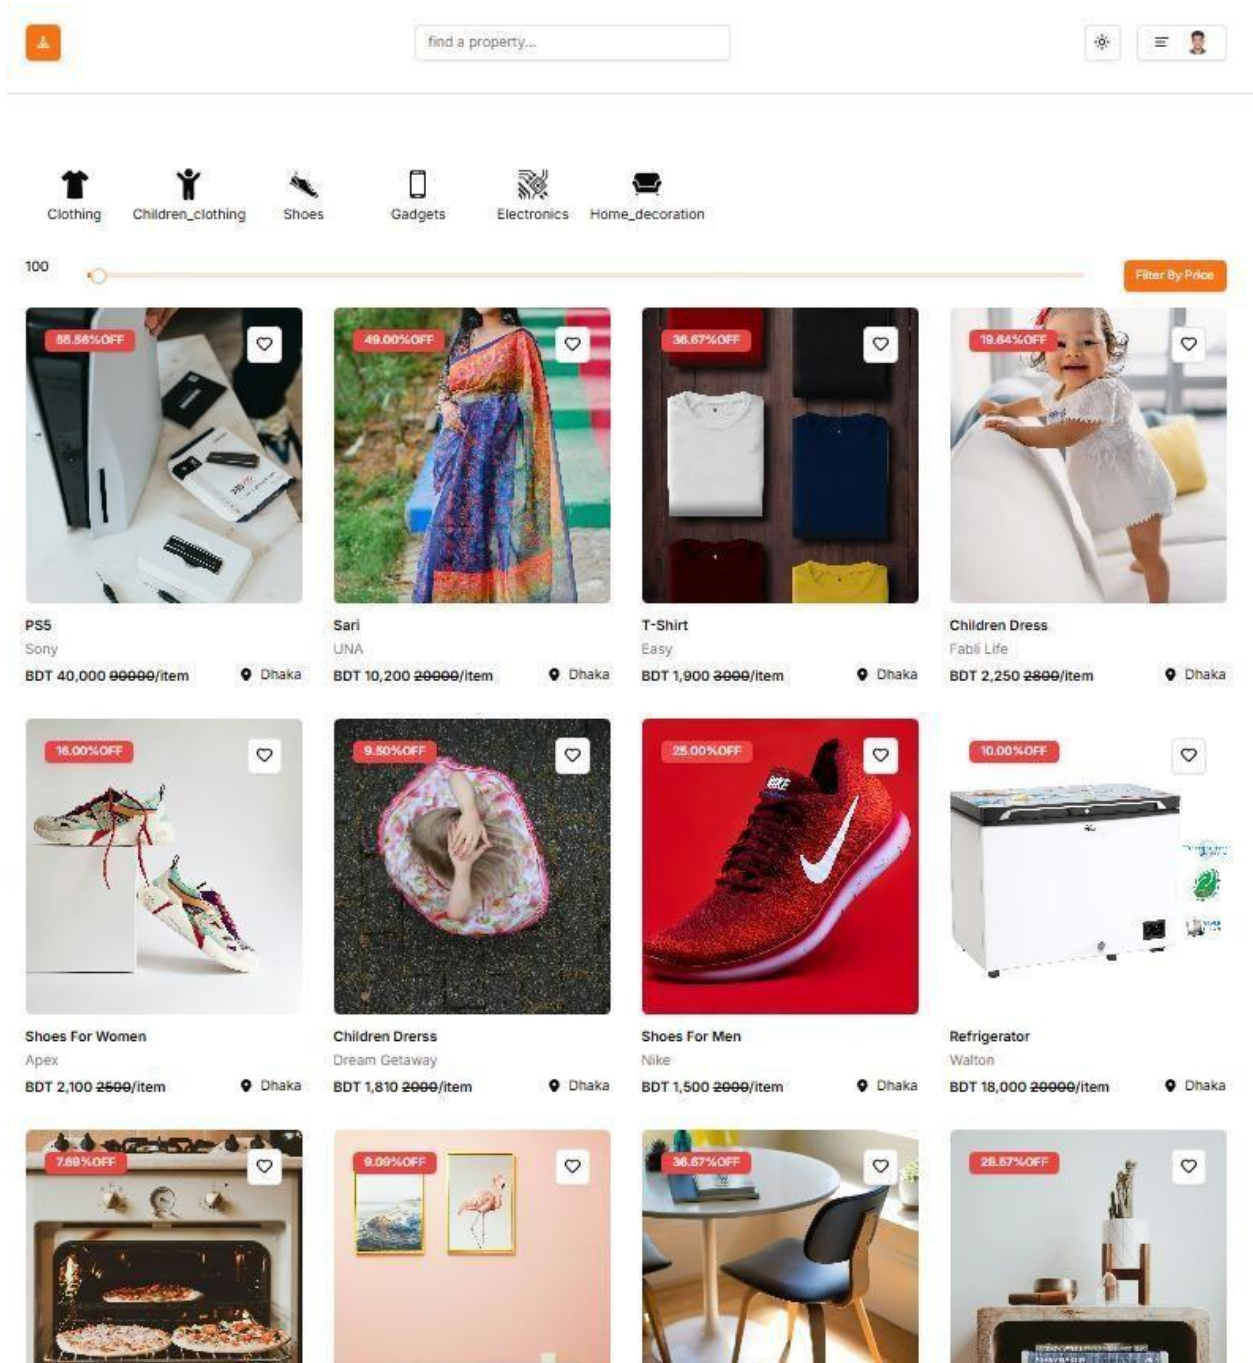 find a property...
Clothing
Children_clothing
Shoes
Gadgets
Electronics
Home_decoration
100
Filter By Price
55.56%OFF
49.00%OFF
36.67%OFF
19.64%OFF
PS5
Sari
T-Shirt
Children Dress
Sony
UNA
Easy
Fabli Life
BDT 40,000 90000/item
Dhaka
BDT 10,200 20000/item
Dhaka
BDT 1,900 3000/item
Dhaka
BDT 2,250 2800/item
Dhaka
16.00%OFF
9.50%OFF
25.00%OFF
10.00%OFF
NIKE
Shoes For Women
Children Drerss
Shoes For Men
Refrigerator
Apex
Dream Getaway
Nike
Walton
BDT 2,100 2500/item
Dhaka
BDT 1,810 2000/item
Dhaka
BDT 1,500 2000/item
Dhaka
BDT 18,000 20000/item
Dhaka
7.69%OFF
9.09%OFF
36.67%OFF
28.57%OFF